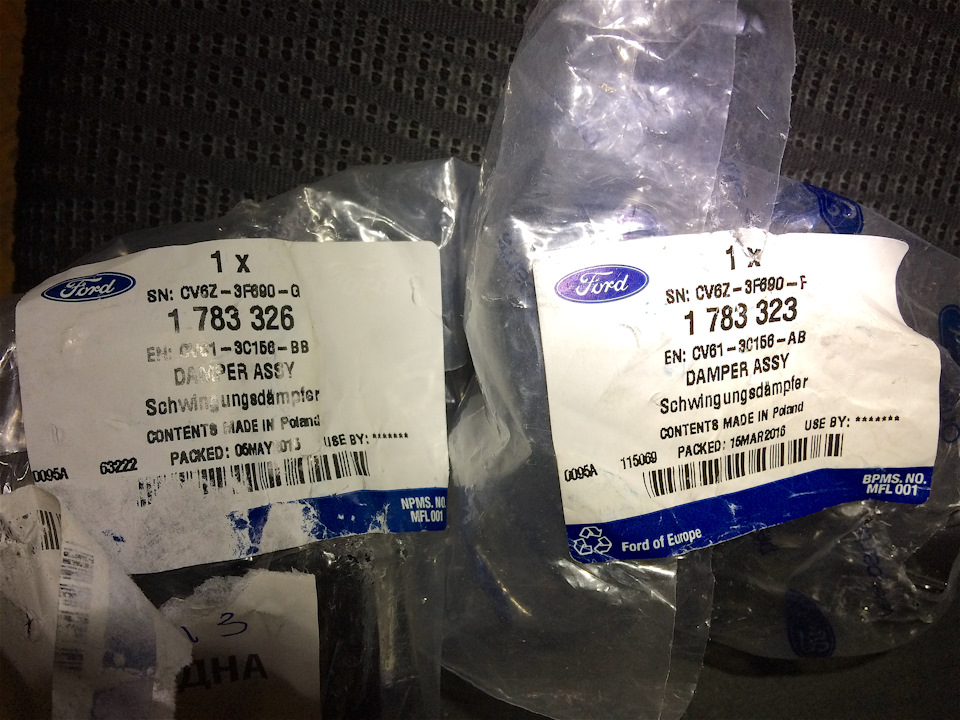 1 x
Ford
SN: CV6Z-3F690-G
1 783 326
EN: CV61-3C156-BB
DAMPER ASSY
Schwingungsdämpfer
CONTENTS MADE IN Poland
PACKED: 05MAY USE BY: *******
0095A 63222
NPMS. NO.
MFL 001
3
ДНА
1 x
Ford
SN: CV6Z-3F690-F
1 783 323
EN: CV61-3C156-AB
DAMPER ASSY
Schwingungsdämpfer
CONTENTS MADE IN Poland
PACKED: 15MAR2016 USE BY: *******
0095A 115069
BPMS. NO.
MFL 001
Ford of Europe